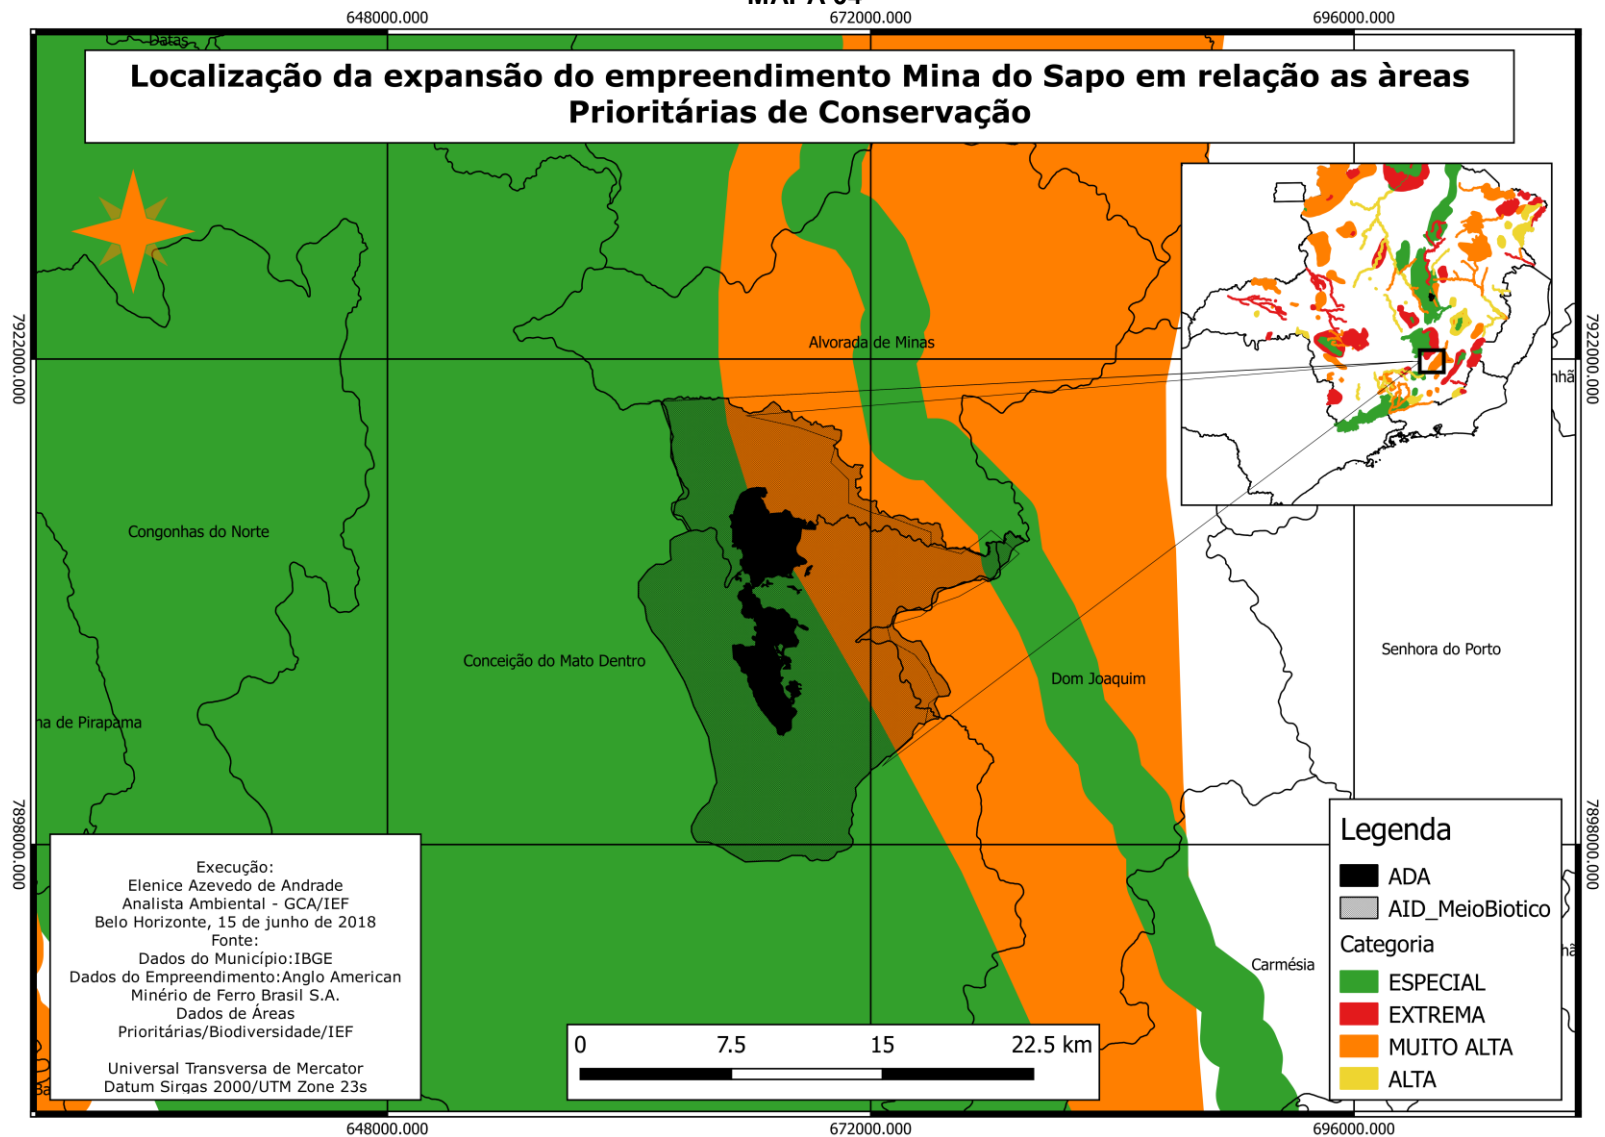 648000.000
672000.000
696000.000
Datas
Localização da expansão do empreendimento Mina do Sapo em relação as àreas
Prioritárias de Conservação
7922000.000
7922000.000
Alvorada de Minas
nhã
Congonhas do Norte
Conceição do Mato Dentro
Senhora do Porto
Dom Joaquim
na de Pirapama
7898000.000
7898000.000
Carmésia
nhã
Execução:
Elenice Azevedo de Andrade
Analista Ambiental - GCA/IEF
Belo Horizonte, 15 de junho de 2018
Fonte:
Dados do Município:IBGE
Dados do Empreendimento:Anglo American
Minério de Ferro Brasil S.A.
Dados de Áreas
Prioritárias/Biodiversidade/IEF
Universal Transversa de Mercator
Datum Sirgas 2000/UTM Zone 23s
Ba
0 7.5 15 22.5 km
Legenda
ADA
AID_MeioBiotico
Categoria
ESPECIAL
EXTREMA
MUITO ALTA
ALTA
648000.000
672000.000
696000.000